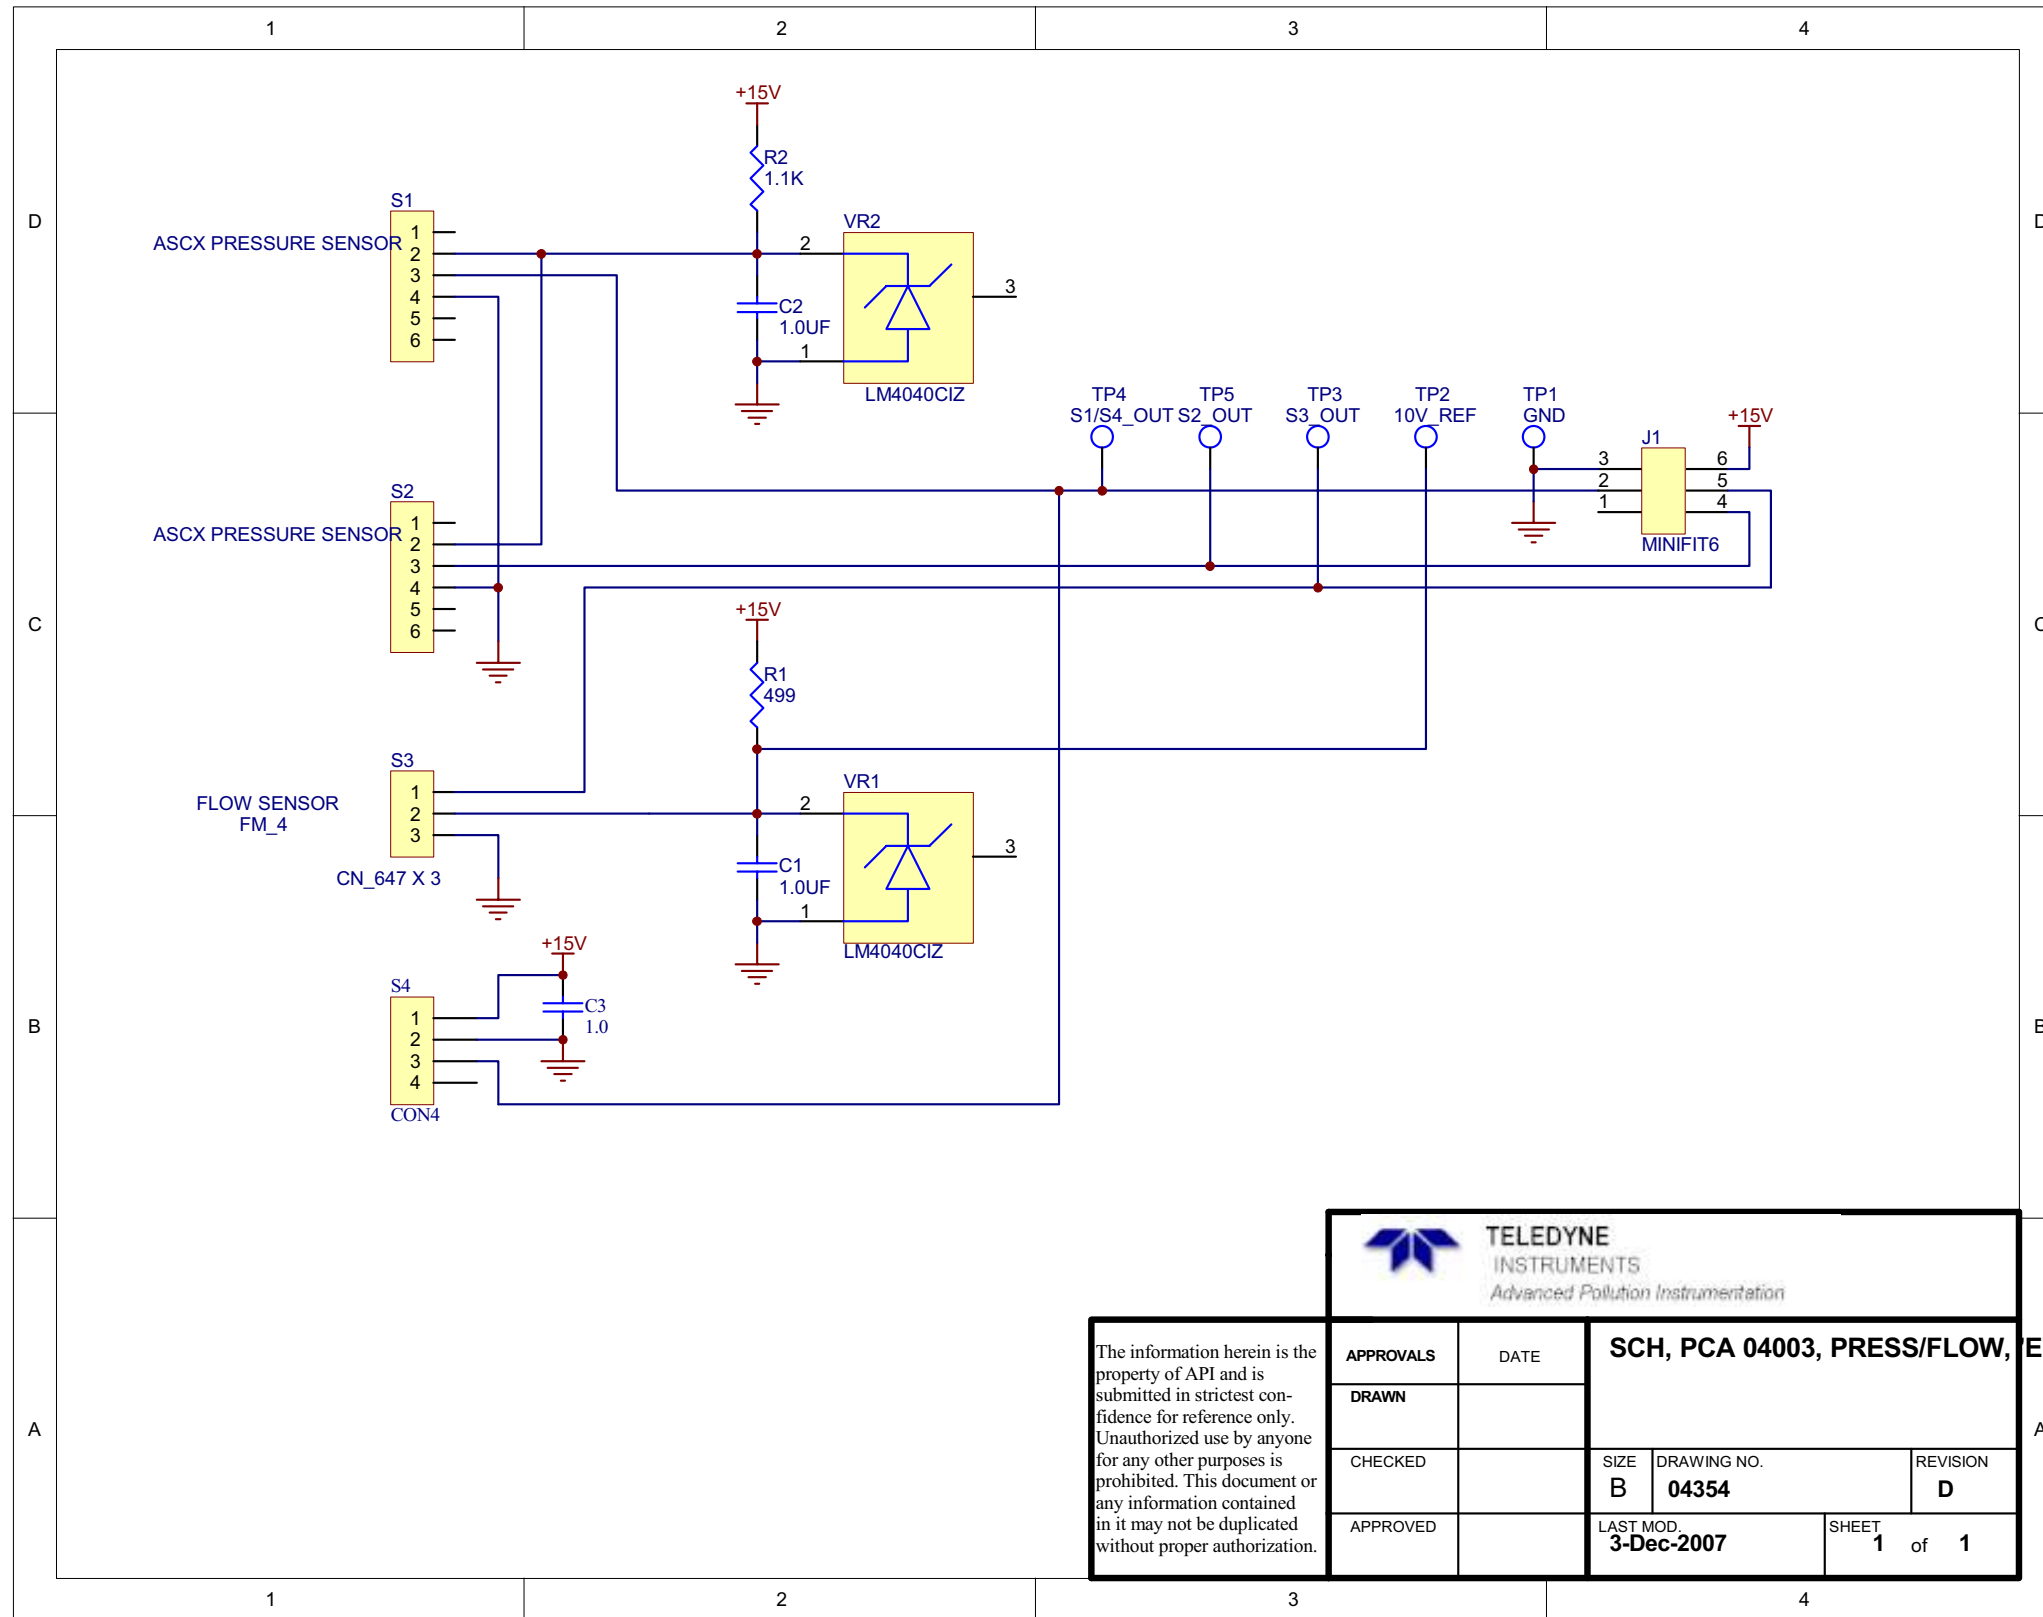 1 2 3 4
+15V
R2
1.1K
S1
VR2
D
D
ASCX PRESSURE SENSOR
1
2
3
4
5
6
2
3
C2
1.0UF
1
LM4040CIZ
TP4 TP5 TP3 TP2 TP1
S1/S4_OUT S2_OUT S3_OUT 10V_REF GND
+15V
J1
3 6
2 5
1 4
MINIFIT6
S2
ASCX PRESSURE SENSOR
1
2
3
4
5
6
+15V
C
R1
499
S3
VR1
FLOW SENSOR
FM_4
1
2
3
2
3
CN_647 X 3
C1
1.0UF
1
LM4040CIZ
+15V
S4
C3
1.0
B
1
2
3
4
CON4
TELEDYNE
INSTRUMENTS
Advanced Pollution Instrumentation
The information herein is the
property of API and is
submitted in strictest con-
fidence for reference only.
Unauthorized use by anyone
for any other purposes is
prohibited. This document or
any information contained
in it may not be duplicated
without proper authorization.
APPROVALS DATE
DRAWN
CHECKED
APPROVED
SCH, PCA 04003, PRESS/FLOW, 'E
SIZE DRAWING NO. REVISION
B 04354 D
LAST MOD. SHEET
3-Dec-2007 1 of 1
A
1 2 3 4